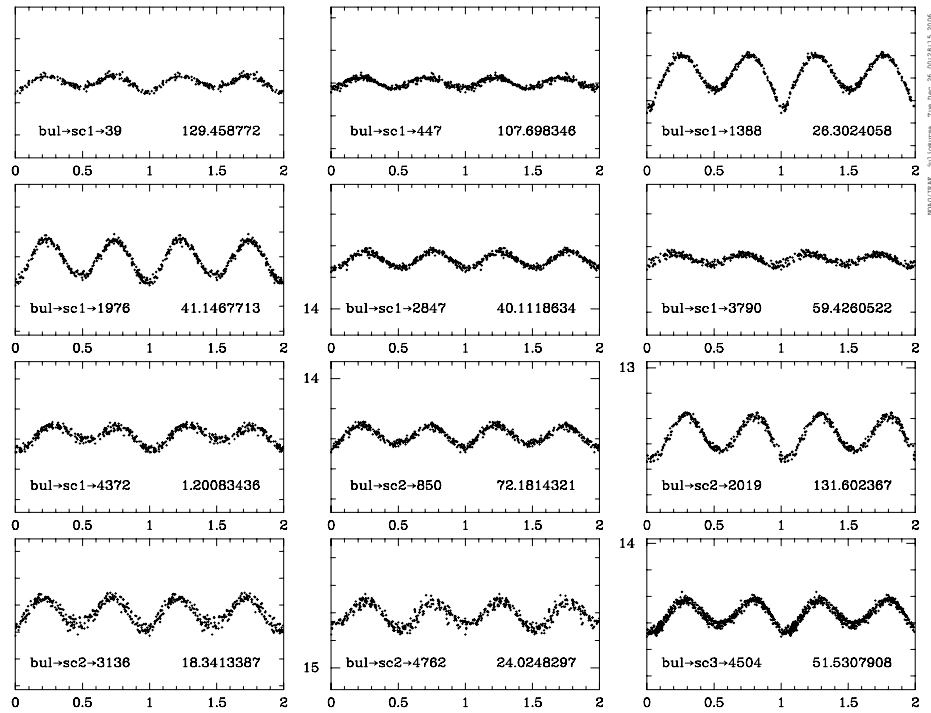 bul→sc1→39 129.458772
0 0.5 1 1.5 2
bul→sc1→447 107.698346
0 0.5 1 1.5 2
bul→sc1→1388 26.3024058
0 0.5 1 1.5 2
bul→sc1→1976 41.1467713
0 0.5 1 1.5 2
14
bul→sc1→2847 40.1118634
0 0.5 1 1.5 2
bul→sc1→3790 59.4260522
0 0.5 1 1.5 2
bul→sc1→4372 1.20083436
0 0.5 1 1.5 2
14
bul→sc2→850 72.1814321
0 0.5 1 1.5 2
13
bul→sc2→2019 131.602367
0 0.5 1 1.5 2
bul→sc2→3136 18.3413387
0 0.5 1 1.5 2
15
bul→sc2→4762 24.0248297
0 0.5 1 1.5 2
14
bul→sc3→4504 51.5307908
0 0.5 1 1.5 2